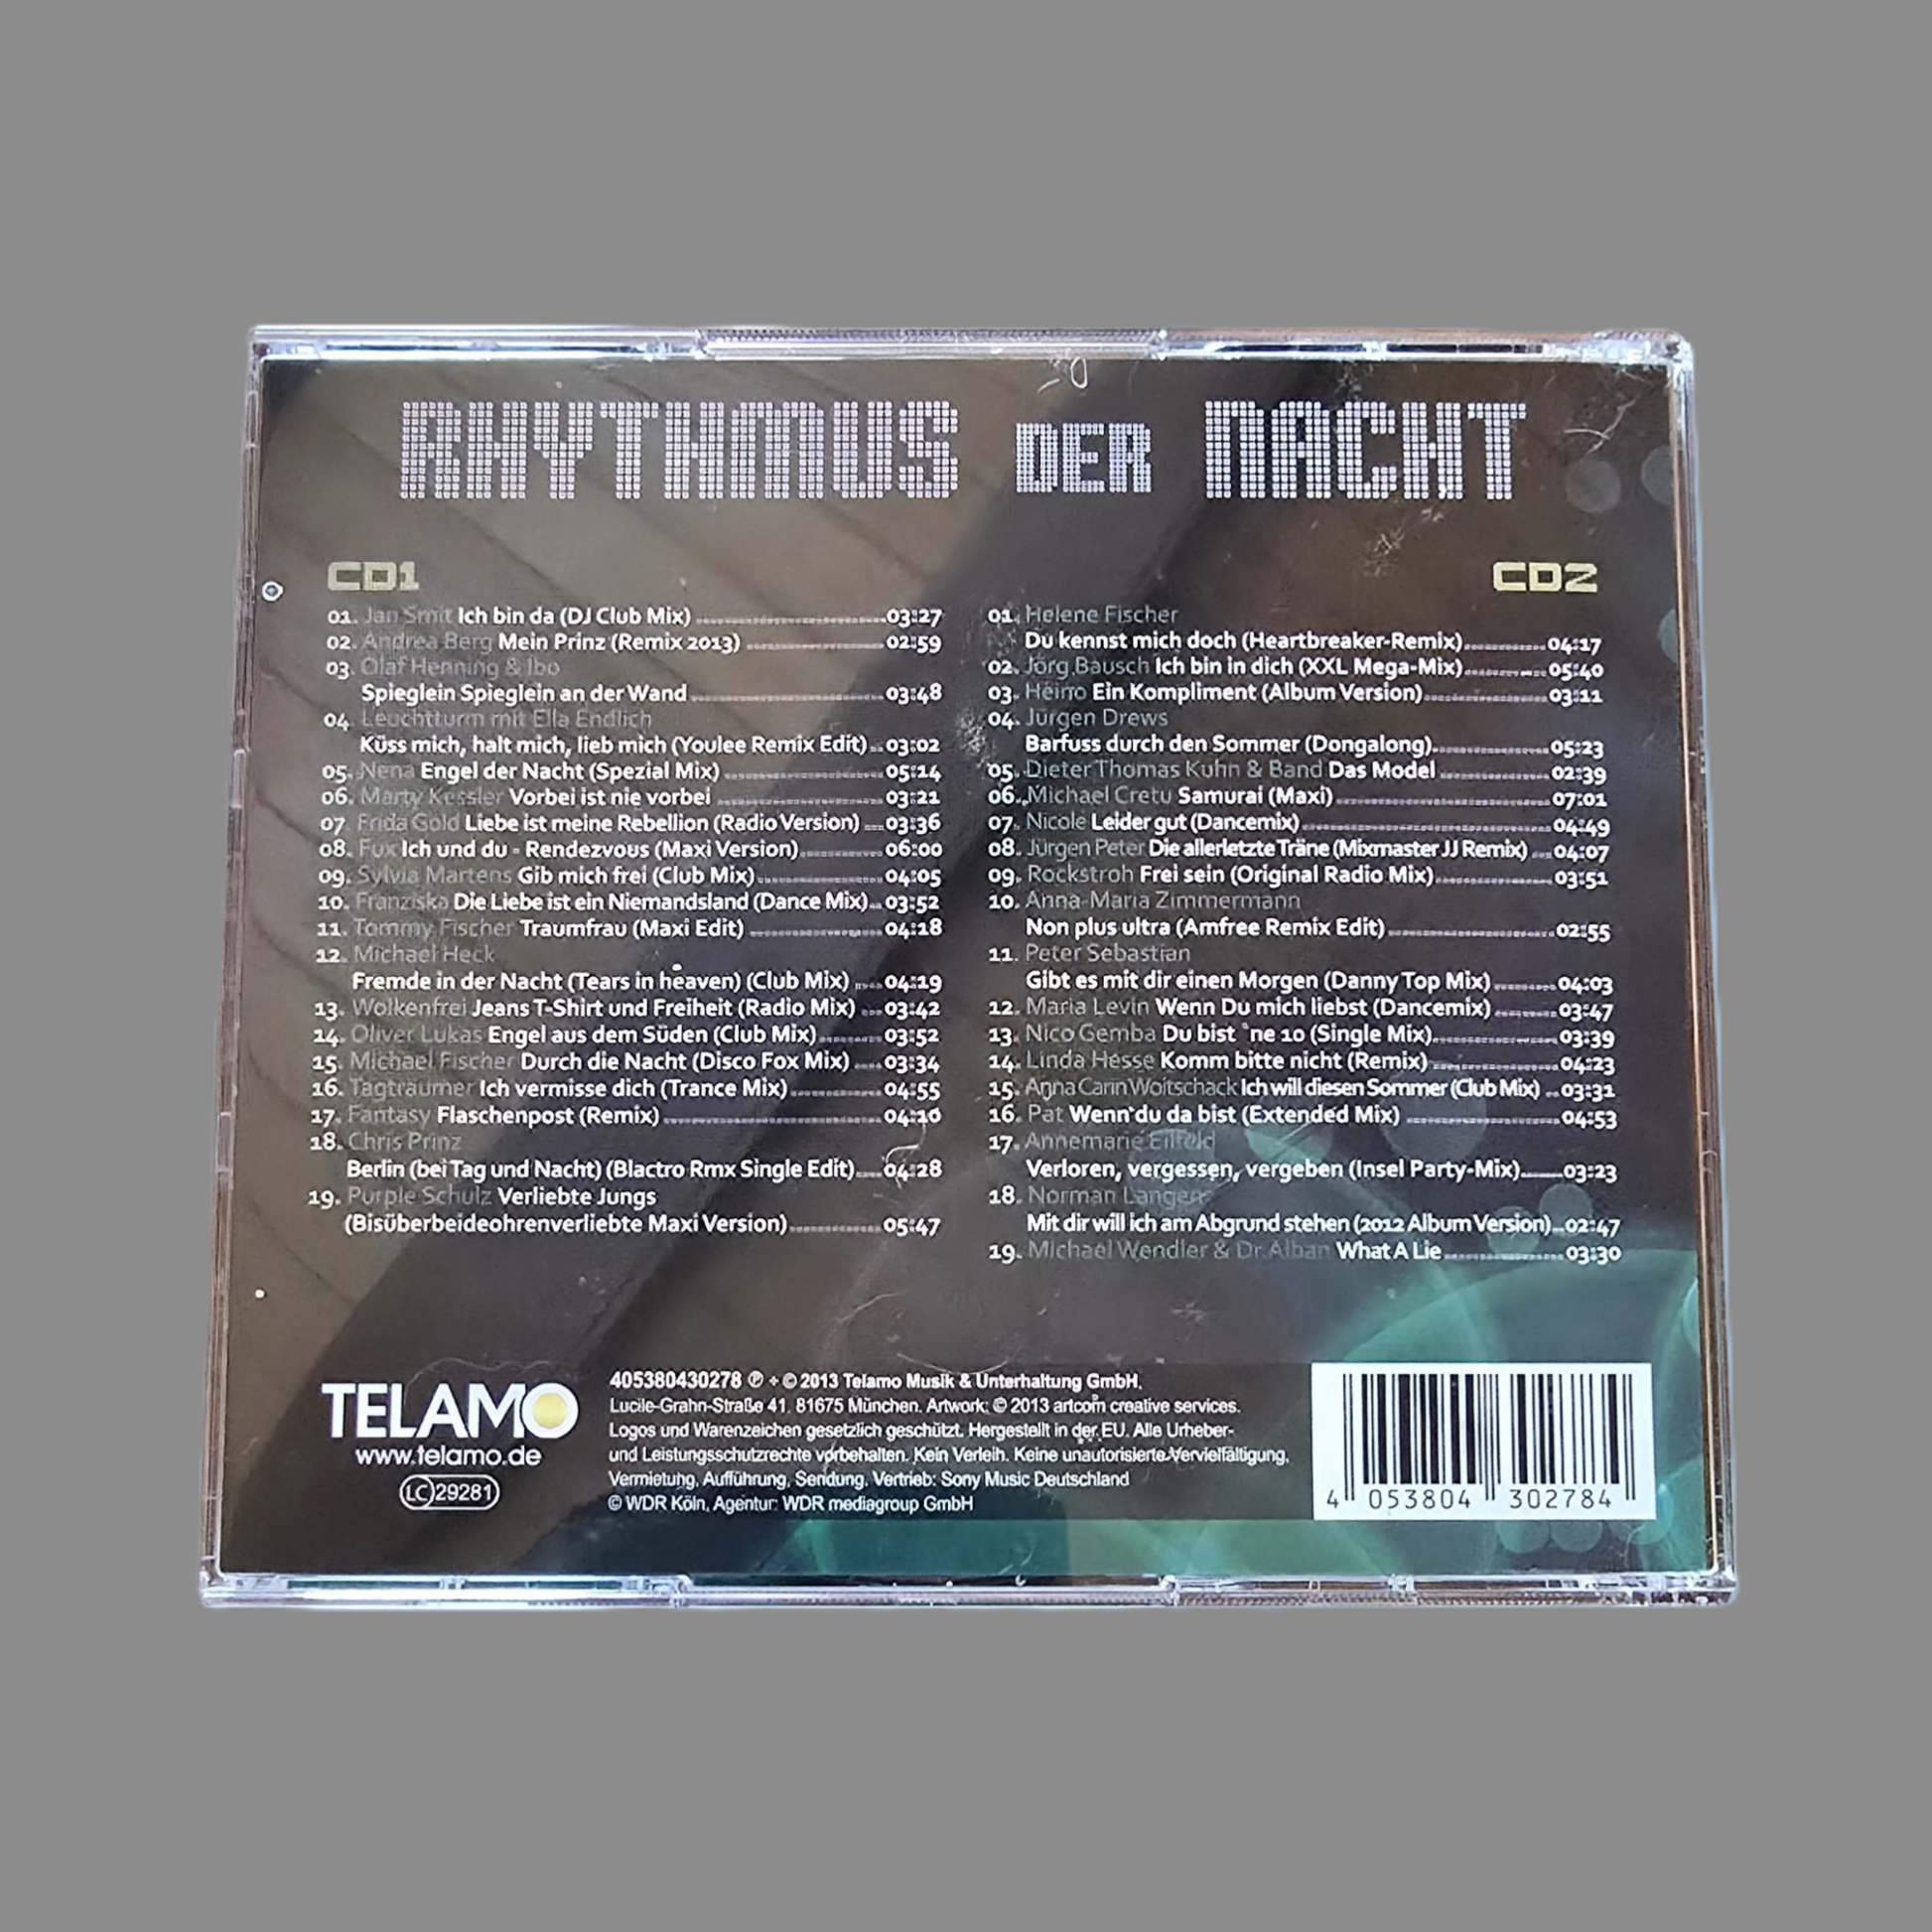 RHYTHMUS DER NACHT
CD1
01. Jan Smit Ich bin da (DJ Club Mix) 03:27
02. Andrea Berg Mein Prinz (Remix 2013) 02:59
03. Olaf Henning & Ibo
Spieglein Spieglein an der Wand 03:48
04. Leuchtturm mit Ella Endlich
Küss mich, halt mich, lieb mich (Youlee Remix Edit) 03:02
05. Nena Engel der Nacht (Spezial Mix) 05:14
06. Marty Kessler Vorbei ist nie vorbei 03:21
07. Frida Gold Liebe ist meine Rebellion (Radio Version) 03:36
08. Fux Ich und du - Rendezvous (Maxi Version) 06:00
09. Sylvia Martens Gib mich frei (Club Mix) 04:05
10. Franziska Die Liebe ist ein Niemandsland (Dance Mix) 03:52
11. Tommy Fischer Traumfrau (Maxi Edit) 04:18
12. Michael Heck
Fremde in der Nacht (Tears in heaven) (Club Mix) 04:19
13. Wolkenfrei Jeans T-Shirt und Freiheit (Radio Mix) 03:42
14. Oliver Lukas Engel aus dem Süden (Club Mix) 03:52
15. Michael Fischer Durch die Nacht (Disco Fox Mix) 03:34
16. Tagträumer Ich vermisse dich (Trance Mix) 04:55
17. Fantasy Flaschenpost (Remix) 04:10
18. Chris Prinz
Berlin (bei Tag und Nacht) (Blactro Rmx Single Edit) 04:28
19. Purple Schulz Verliebte Jungs
(Bisüberbeideohrenverliebte Maxi Version) 05:47
CD2
01. Helene Fischer
Du kennst mich doch (Heartbreaker-Remix) 04:17
02. Jörg Bausch Ich bin in dich (XXL Mega-Mix) 05:40
03. Heino Ein Kompliment (Album Version) 03:11
04. Jürgen Drews
Barfuss durch den Sommer (Dongalong) 05:23
05. Dieter Thomas Kuhn & Band Das Model 02:39
06. Michael Cretu Samurai (Maxi) 07:01
07. Nicole Leider gut (Dancemix) 04:49
08. Jürgen Peter Die allerletzte Träne (Mixmaster JJ Remix) 04:07
09. Rockstroh Frei sein (Original Radio Mix) 03:51
10. Anna-Maria Zimmermann
Non plus ultra (Amfree Remix Edit) 02:55
11. Peter Sebastian
Gibt es mit dir einen Morgen (Danny Top Mix) 04:03
12. Maria Levin Wenn Du mich liebst (Dancemix) 03:47
13. Nico Gemba Du bist `ne 10 (Single Mix) 03:39
14. Linda Hesse Komm bitte nicht (Remix) 04:23
15. Anna Carin Woitschack Ich will diesen Sommer (Club Mix) 03:31
16. Pat Wenn du da bist (Extended Mix) 04:53
17. Annemarie Eilfeld
Verloren, vergessen, vergeben (Insel Party-Mix) 03:23
18. Norman Langen
Mit dir will ich am Abgrund stehen (2012 Album Version) 02:47
19. Michael Wendler & Dr. Alban What A Lie 03:30
TELAMO
www.telamo.de
LC 29281
405380430278 ℗ + © 2013 Telamo Musik & Unterhaltung GmbH,
Lucile-Grahn-Straße 41, 81675 München. Artwork: © 2013 artcom creative services.
Logos und Warenzeichen gesetzlich geschützt. Hergestellt in der EU. Alle Urheber-
und Leistungsschutzrechte vorbehalten. Kein Verleih. Keine unautorisierte Vervielfältigung,
Vermietung, Aufführung, Sendung. Vertrieb: Sony Music Deutschland
© WDR Köln, Agentur: WDR mediagroup GmbH
4 053804 302784